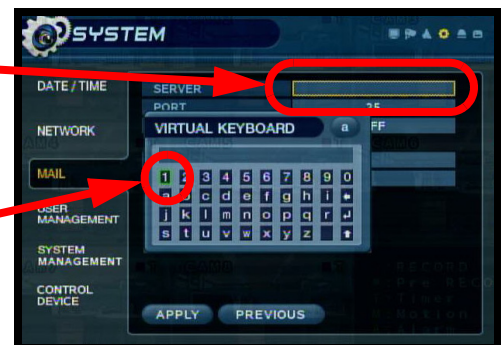 SYSTEM
DATE / TIME
SERVER
PORT 25
NETWORK
VIRTUAL KEYBOARD a
FF
MAIL
1 2 3 4 5 6 7 8 9 0
a b c d e f g h i
USER
MANAGEMENT
j k l m n o p q r
s t u v w x y z
SYSTEM
MANAGEMENT
CONTROL
DEVICE
APPLY PREVIOUS